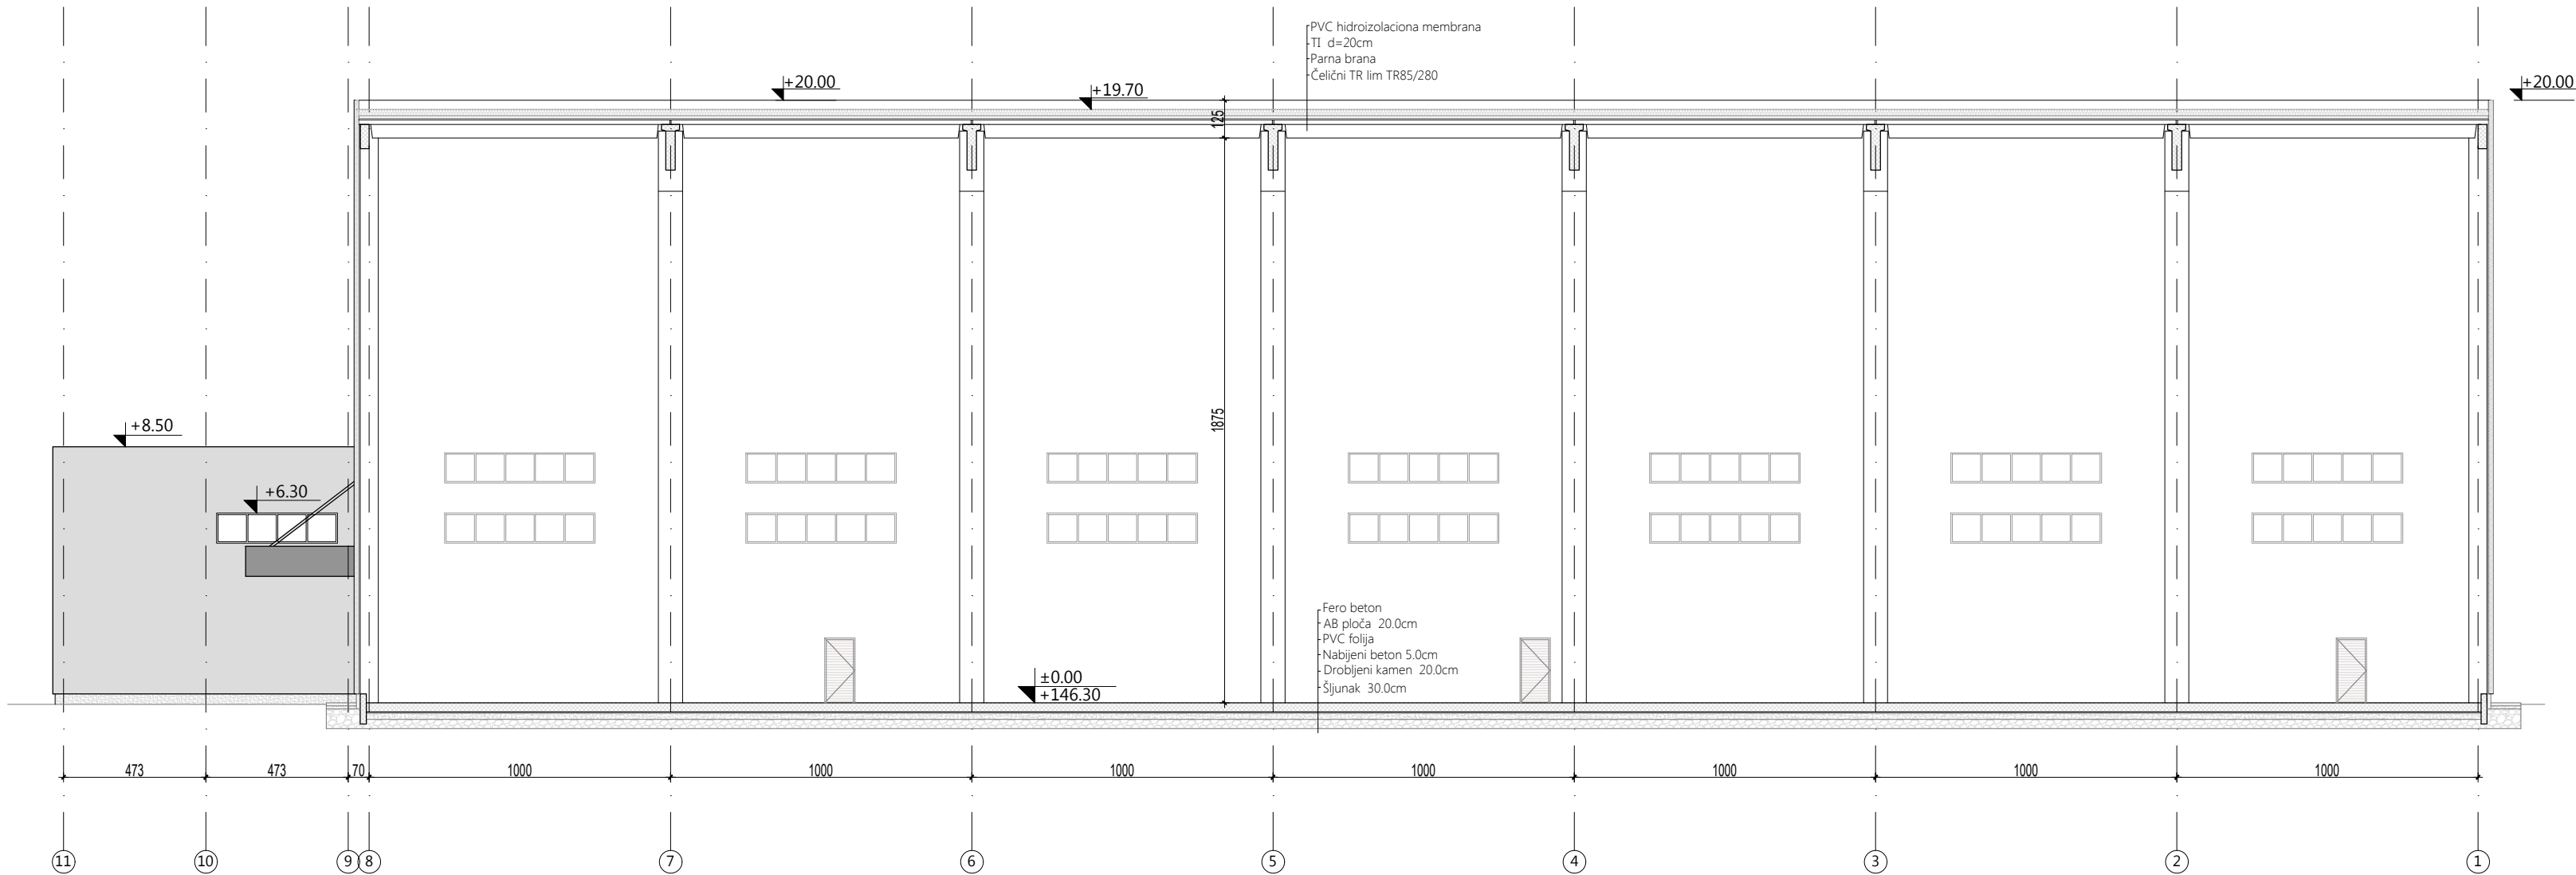 PVC hidroizolaciona membrana
TI d=20cm
Parna brana
Čelični TR lim TR85/280
+20.00
+19.70
+20.00
125
1875
+8.50
+6.30
Fero beton
AB ploča 20.0cm
PVC folija
Nabijeni beton 5.0cm
Drobljeni kamen 20.0cm
Šljunak 30.0cm
±0.00
+146.30
473 473 70 1000 1000 1000 1000 1000 1000 1000
11 10 9 8 7 6 5 4 3 2 1